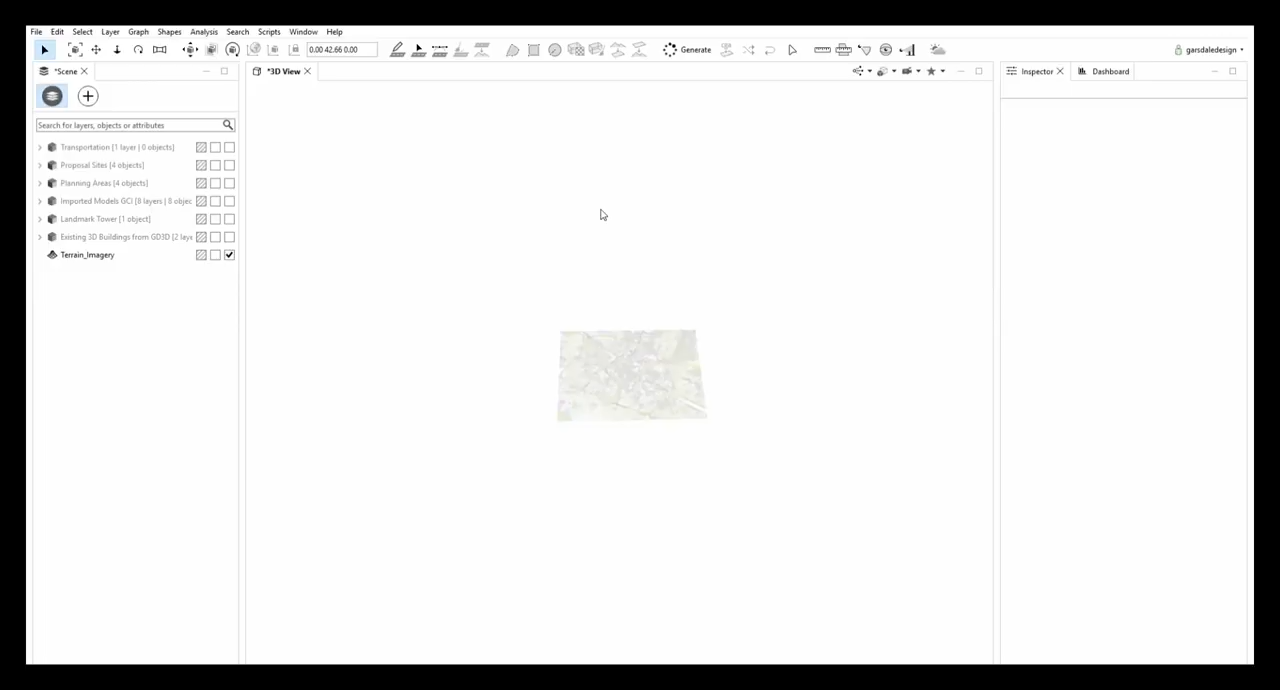 File Edit Select Layer Graph Shapes Analysis Search Scripts Window Help
0.00 42.66 0.00 Generate garsdaledesign
*Scene *3D View Inspector Dashboard
Search for layers, objects or attributes
Transportation [1 layer | 0 objects]
Proposal Sites [4 objects]
Planning Areas [4 objects]
Imported Models GCI [8 layers | 8 objec
Landmark Tower [1 object]
Existing 3D Buildings from GD3D [2 laye
Terrain_Imagery